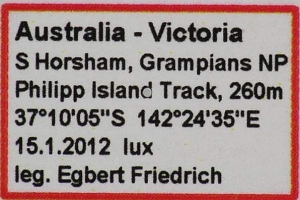 Australia - Victoria
S Horsham, Grampians NP
Philipp Island Track, 260m
37°10'05"S 142°24'35"E
15.1.2012 lux
leg. Egbert Friedrich